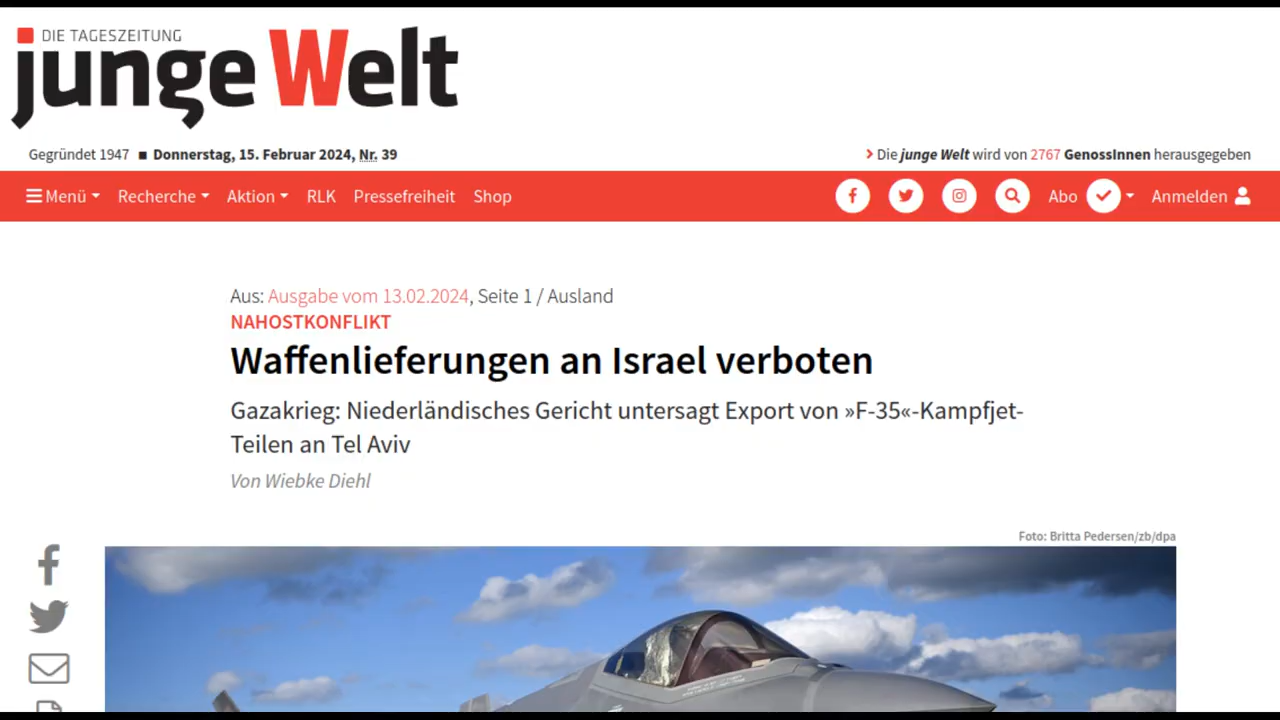 DIE TAGESZEITUNG
junge Welt
Gegründet 1947 ■ Donnerstag, 15. Februar 2024, Nr. 39
Die junge Welt wird von 2767 GenossInnen herausgegeben
Menü Recherche Aktion RLK Pressefreiheit Shop Abo Anmelden
Aus: Ausgabe vom 13.02.2024, Seite 1 / Ausland
NAHOSTKONFLIKT
Waffenlieferungen an Israel verboten
Gazakrieg: Niederländisches Gericht untersagt Export von »F-35«-Kampfjet-
Teilen an Tel Aviv
Von Wiebke Diehl
Foto: Britta Pedersen/zb/dpa